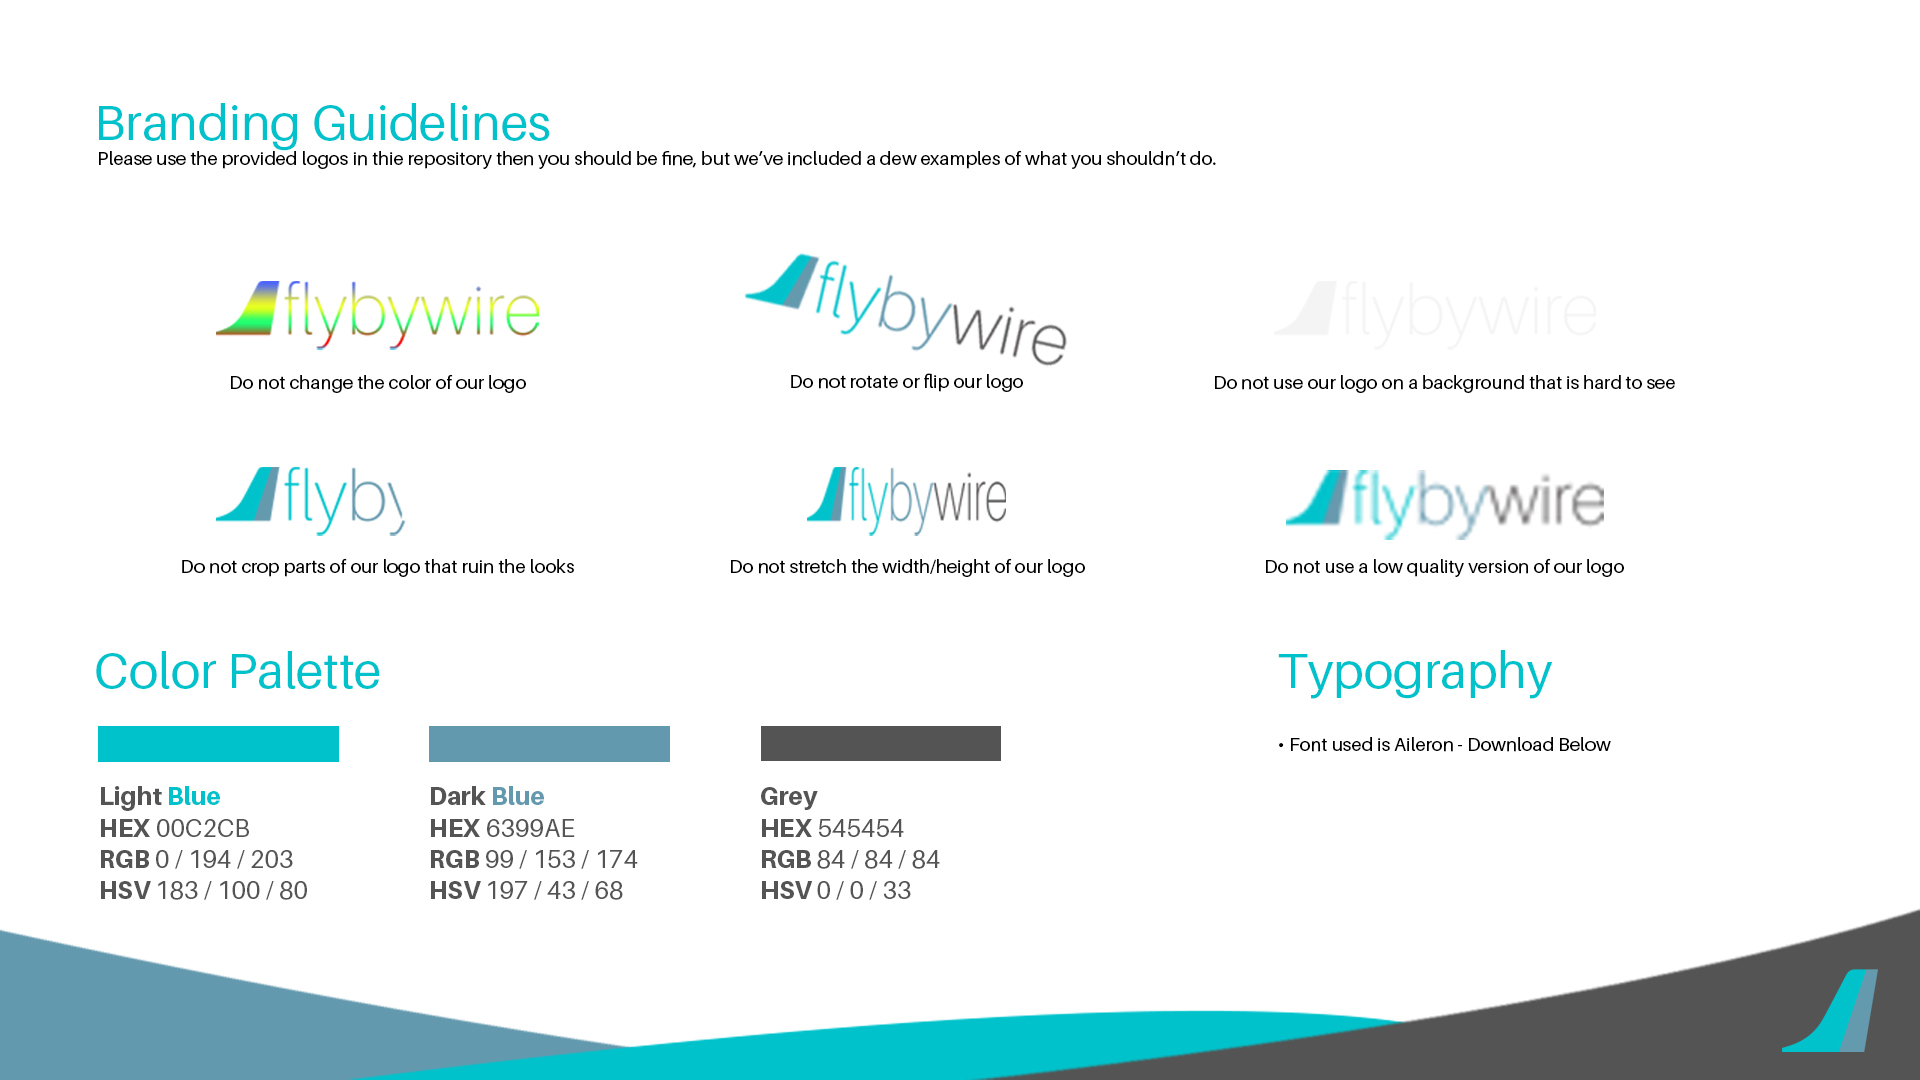 Branding Guidelines
Please use the provided logos in thie repository then you should be fine, but we’ve included a dew examples of what you shouldn’t do.
flybywire
flybywire
flybywire
Do not change the color of our logo
Do not rotate or flip our logo
Do not use our logo on a background that is hard to see
flyby
flybywire
flybywire
Do not crop parts of our logo that ruin the looks
Do not stretch the width/height of our logo
Do not use a low quality version of our logo
Color Palette
Light Blue
HEX 00C2CB
RGB 0 / 194 / 203
HSV 183 / 100 / 80
Dark Blue
HEX 6399AE
RGB 99 / 153 / 174
HSV 197 / 43 / 68
Grey
HEX 545454
RGB 84 / 84 / 84
HSV 0 / 0 / 33
Typography
• Font used is Aileron - Download Below